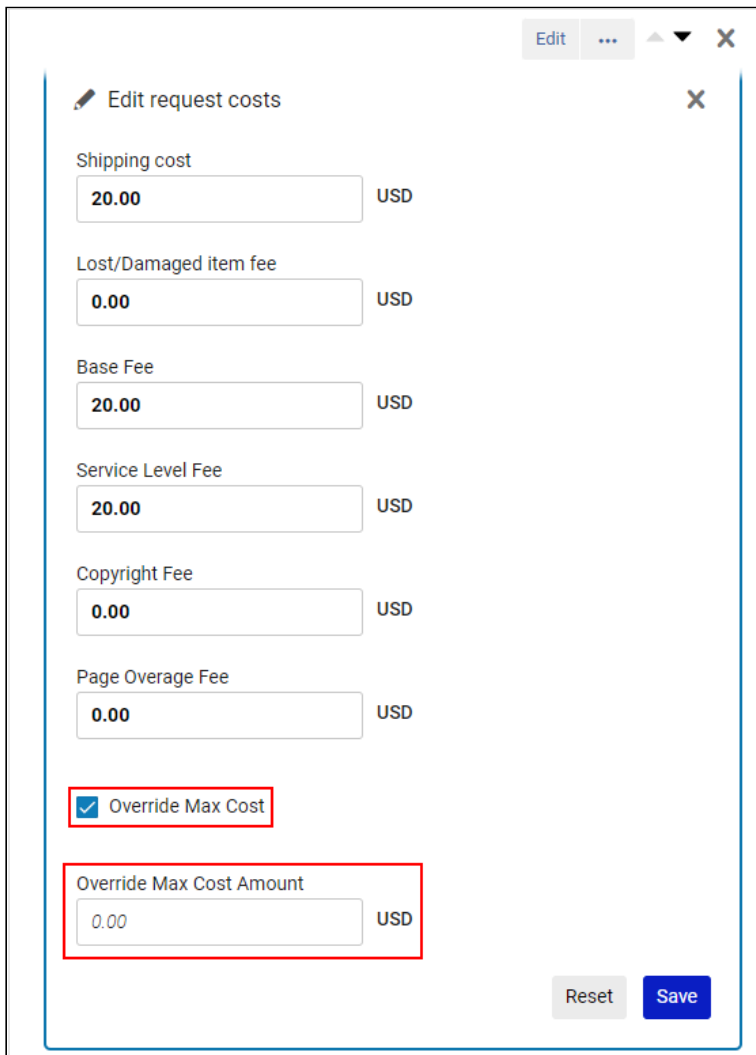 Edit ...
Edit request costs
Shipping cost
20.00 USD
Lost/Damaged item fee
0.00 USD
Base Fee
20.00 USD
Service Level Fee
20.00 USD
Copyright Fee
0.00 USD
Page Overage Fee
0.00 USD
Override Max Cost
Override Max Cost Amount
0.00 USD
Reset Save